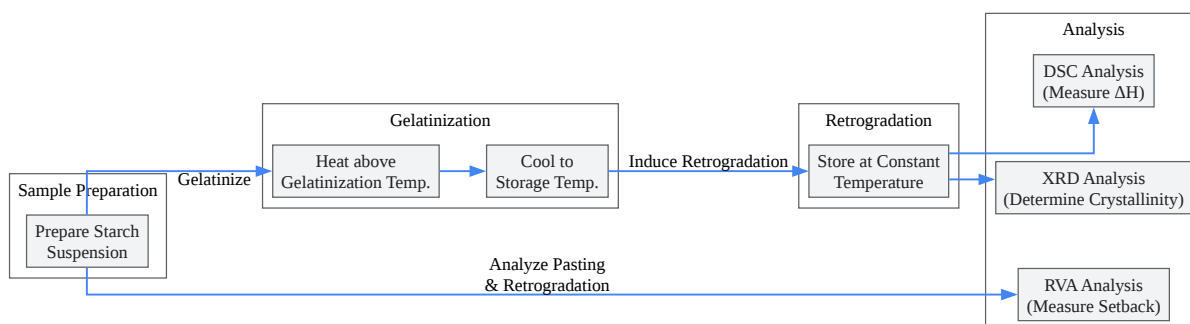 Sample Preparation
Prepare Starch
Suspension
Gelatinize
Gelatinization
Heat above
Gelatinization Temp.
Cool to
Storage Temp.
Induce Retrogradation
Retrogradation
Store at Constant
Temperature
Analysis
DSC Analysis
(Measure ΔH)
XRD Analysis
(Determine Crystallinity)
Analyze Pasting
& Retrogradation
RVA Analysis
(Measure Setback)